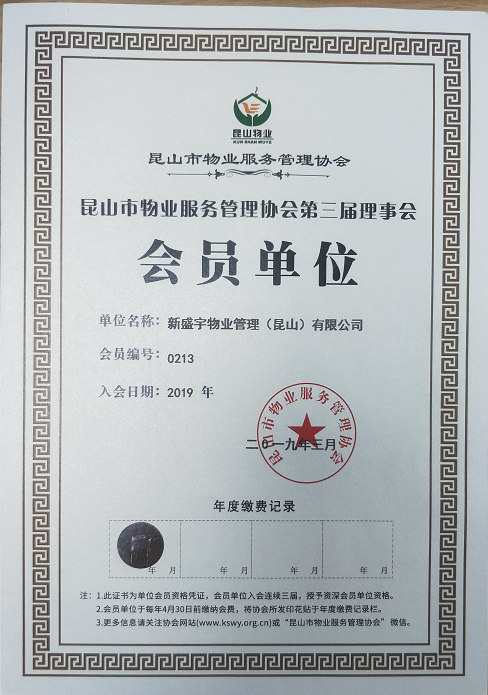 昆山物业
KUN SHAN WU YE
昆山市物业服务管理协会
昆山市物业服务管理协会第三届理事会
会员单位
单位名称：新盛宇物业管理（昆山）有限公司
会员编号：0213
入会日期：2019 年
昆山市物业服务管理协会
二〇一九年三月
年度缴费记录
年 月 年 月 年 月 年 月
注：1.此证书为单位会员资格凭证，会员单位入会连续三届，授予资深会员单位资格。
2.会员单位于每年4月30日前缴纳会费，将协会所发印花贴于年度缴费记录栏。
3.更多信息请关注协会网站(www.kswy.org.cn)或“昆山市物业服务管理协会”微信。